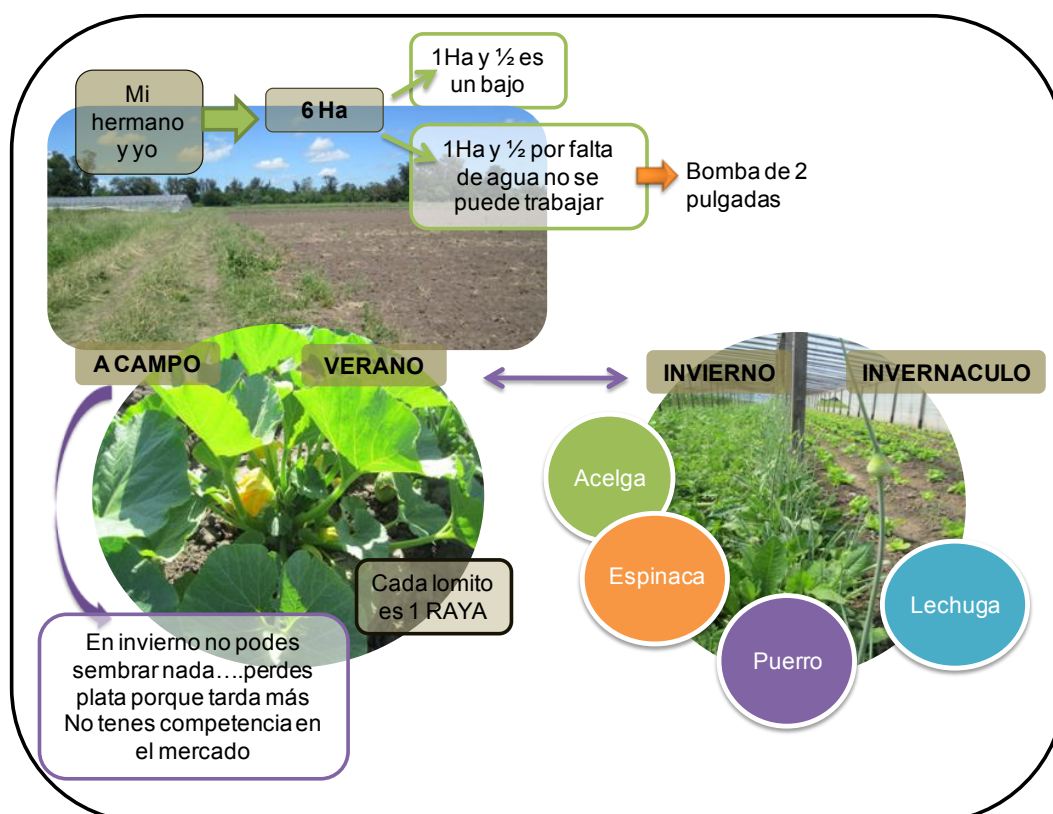 Mi
hermano
y yo
6 Ha
1Ha y ½ es
un bajo
1Ha y ½ por falta
de agua no se
puede trabajar
Bomba de 2
pulgadas
A CAMPO
VERANO
INVIERNO
INVERNACULO
Cada lomito
es 1 RAYA
En invierno no podes
sembrar nada….perdes
plata porque tarda más
No tenes competencia en
el mercado
Acelga
Espinaca
Puerro
Lechuga